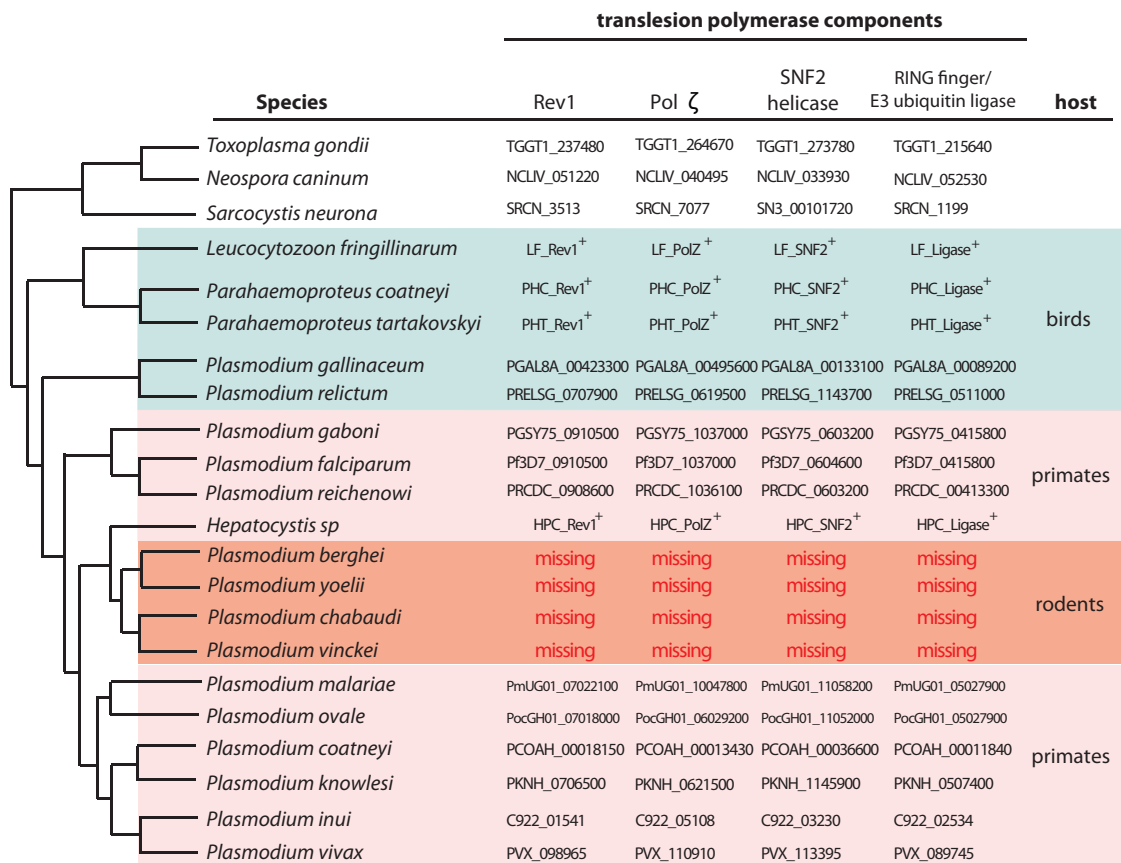 translesion polymerase components
Species Rev1 Pol ζ SNF2 helicase RING finger/ E3 ubiquitin ligase host
Toxoplasma gondii TGGT1_237480 TGGT1_264670 TGGT1_273780 TGGT1_215640
Neospora caninum NCLIV_051220 NCLIV_040495 NCLIV_033930 NCLIV_052530
Sarcocystis neurona SRCN_3513 SRCN_7077 SN3_00101720 SRCN_1199
Leucocytozoon fringillinarum LF_Rev1+ LF_PolZ+ LF_SNF2+ LF_Ligase+
Parahaemoproteus coatneyi PHC_Rev1+ PHC_PolZ+ PHC_SNF2+ PHC_Ligase+
Parahaemoproteus tartakovskyi PHT_Rev1+ PHT_PolZ+ PHT_SNF2+ PHT_Ligase+ birds
Plasmodium gallinaceum PGAL8A_00423300 PGAL8A_00495600 PGAL8A_00133100 PGAL8A_00089200
Plasmodium relictum PRELSG_0707900 PRELSG_0619500 PRELSG_1143700 PRELSG_0511000
Plasmodium gaboni PGSY75_0910500 PGSY75_1037000 PGSY75_0603200 PGSY75_0415800
Plasmodium falciparum Pf3D7_0910500 Pf3D7_1037000 Pf3D7_0604600 Pf3D7_0415800 primates
Plasmodium reichenowi PRCDC_0908600 PRCDC_1036100 PRCDC_0603200 PRCDC_00413300
Hepatocystis sp HPC_Rev1+ HPC_PolZ+ HPC_SNF2+ HPC_Ligase+
Plasmodium berghei missing missing missing missing
Plasmodium yoelii missing missing missing missing rodents
Plasmodium chabaudi missing missing missing missing
Plasmodium vinckei missing missing missing missing
Plasmodium malariae PmUG01_07022100 PmUG01_10047800 PmUG01_11058200 PmUG01_05027900
Plasmodium ovale PocGH01_07018000 PocGH01_06029200 PocGH01_11052000 PocGH01_05027900
Plasmodium coatneyi PCOAH_00018150 PCOAH_00013430 PCOAH_00036600 PCOAH_00011840 primates
Plasmodium knowlesi PKNH_0706500 PKNH_0621500 PKNH_1145900 PKNH_0507400
Plasmodium inui C922_01541 C922_05108 C922_03230 C922_02534
Plasmodium vivax PVX_098965 PVX_110910 PVX_113395 PVX_089745